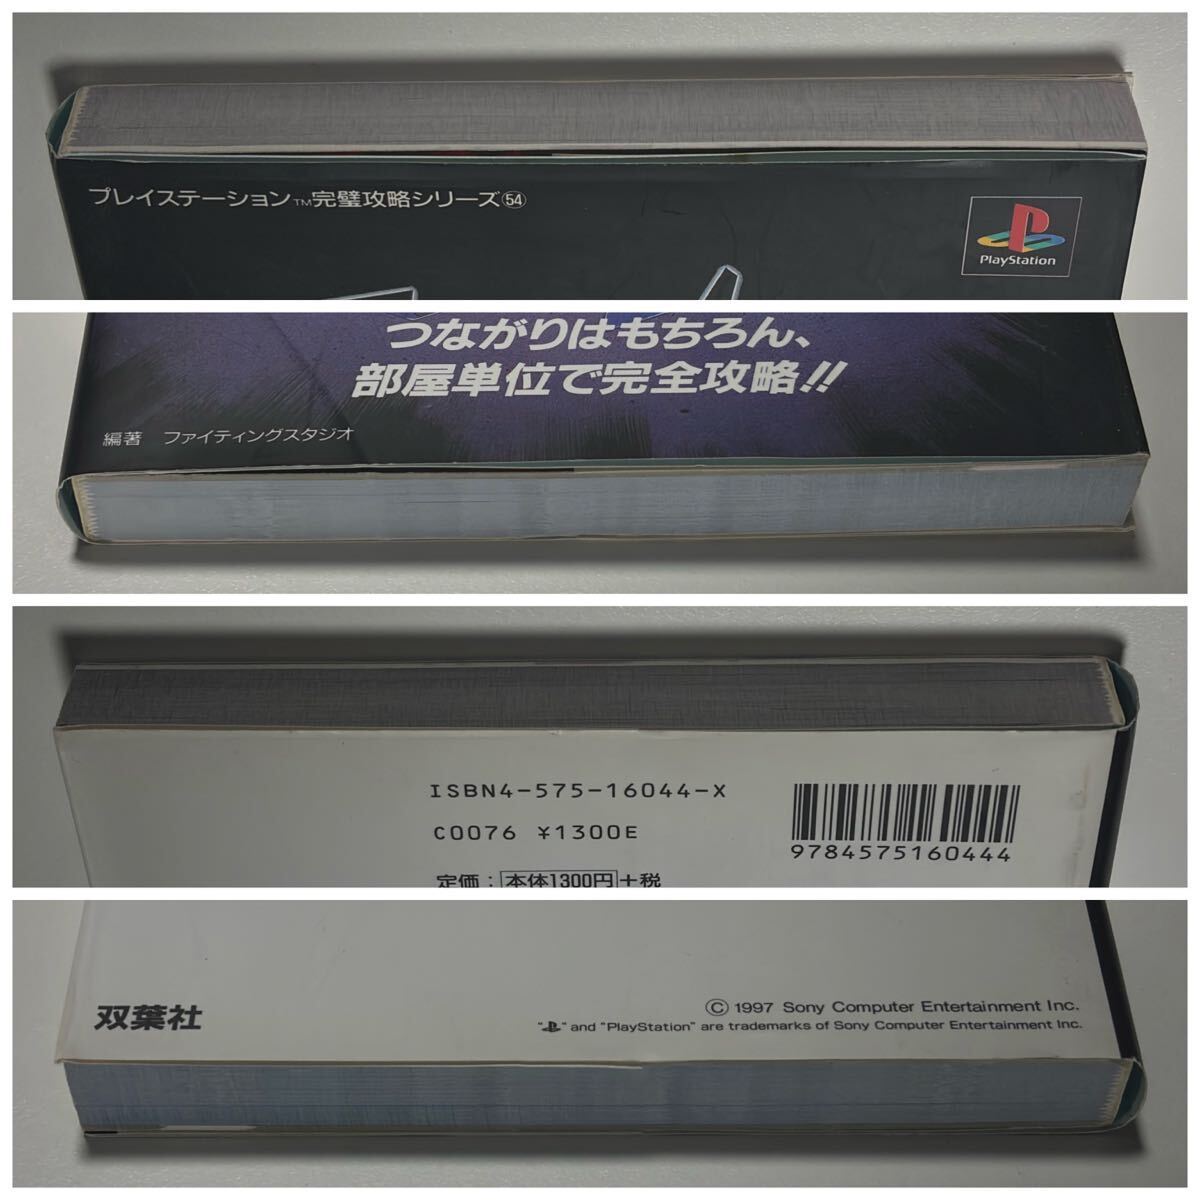 プレイステーション™完璧攻略シリーズ54
PlayStation
つながりはもちろん、
部屋単位で完全攻略!!
編著 ファイティングスタジオ
ISBN4-575-16044-X
C0076 ¥1300E
9784575160444
定価：本体1300円+税
双葉社
© 1997 Sony Computer Entertainment Inc.
" " and "PlayStation" are trademarks of Sony Computer Entertainment Inc.